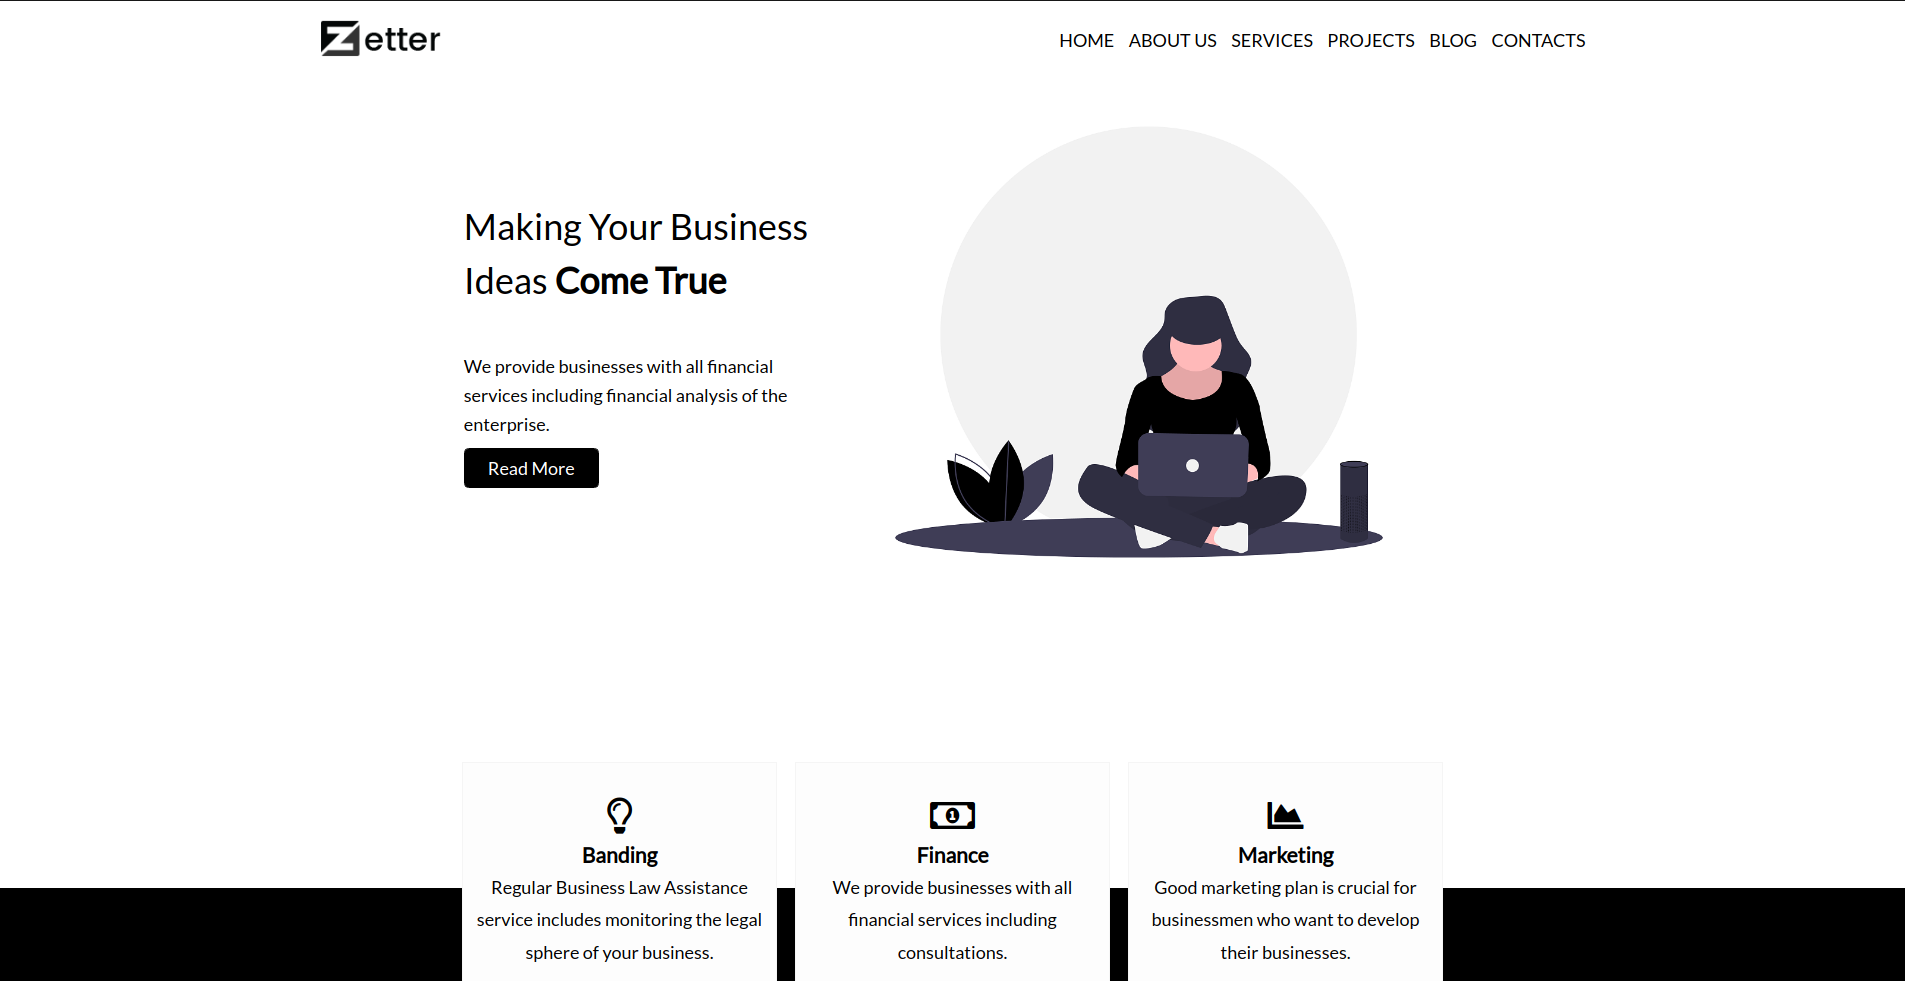 Zetter
HOME ABOUT US SERVICES PROJECTS BLOG CONTACTS
Making Your Business
Ideas Come True
We provide businesses with all financial
services including financial analysis of the
enterprise.
Read More
1
Banding
Regular Business Law Assistance
service includes monitoring the legal
sphere of your business.
Finance
We provide businesses with all
financial services including
consultations.
Marketing
Good marketing plan is crucial for
businessmen who want to develop
their businesses.